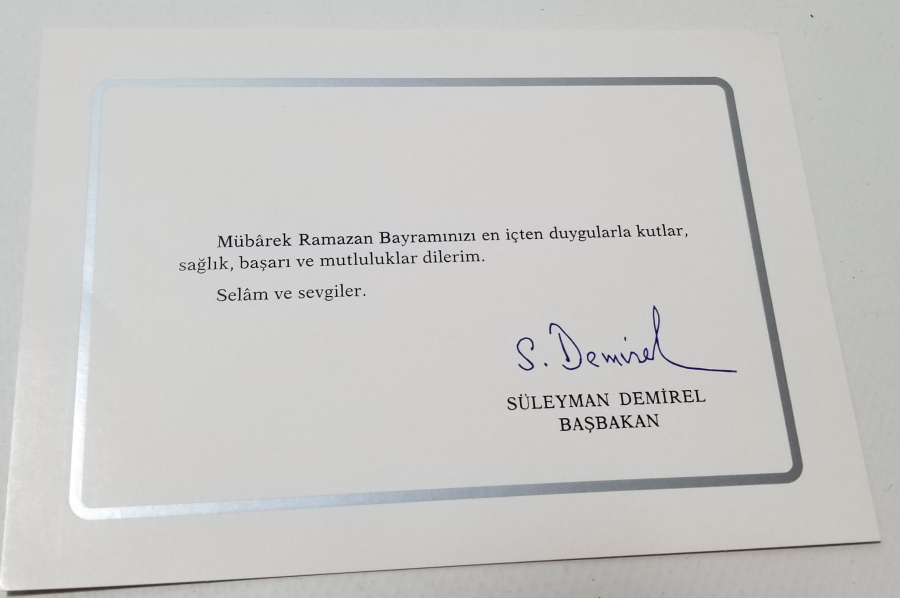 Mübârek Ramazan Bayramınızı en içten duygularla kutlar,
sağlık, başarı ve mutluluklar dilerim.
Selâm ve sevgiler.
S. Demirel
SÜLEYMAN DEMİREL
BAŞBAKAN